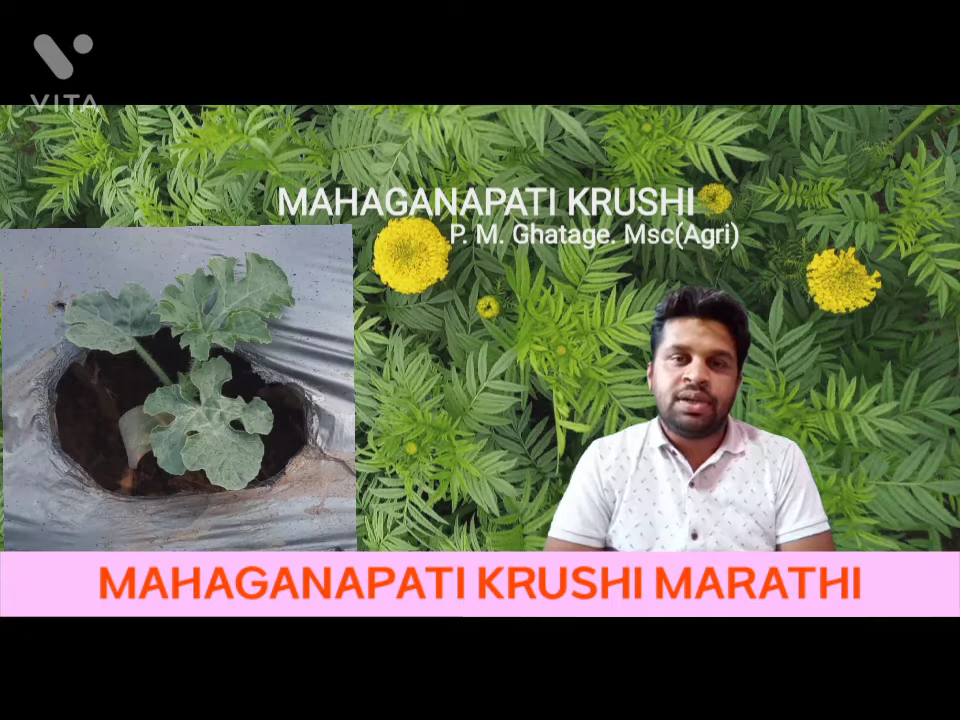 VITA
MAHAGANAPATI KRUSHI
P. M. Ghatage. Msc(Agri)
MAHAGANAPATI KRUSHI MARATHI